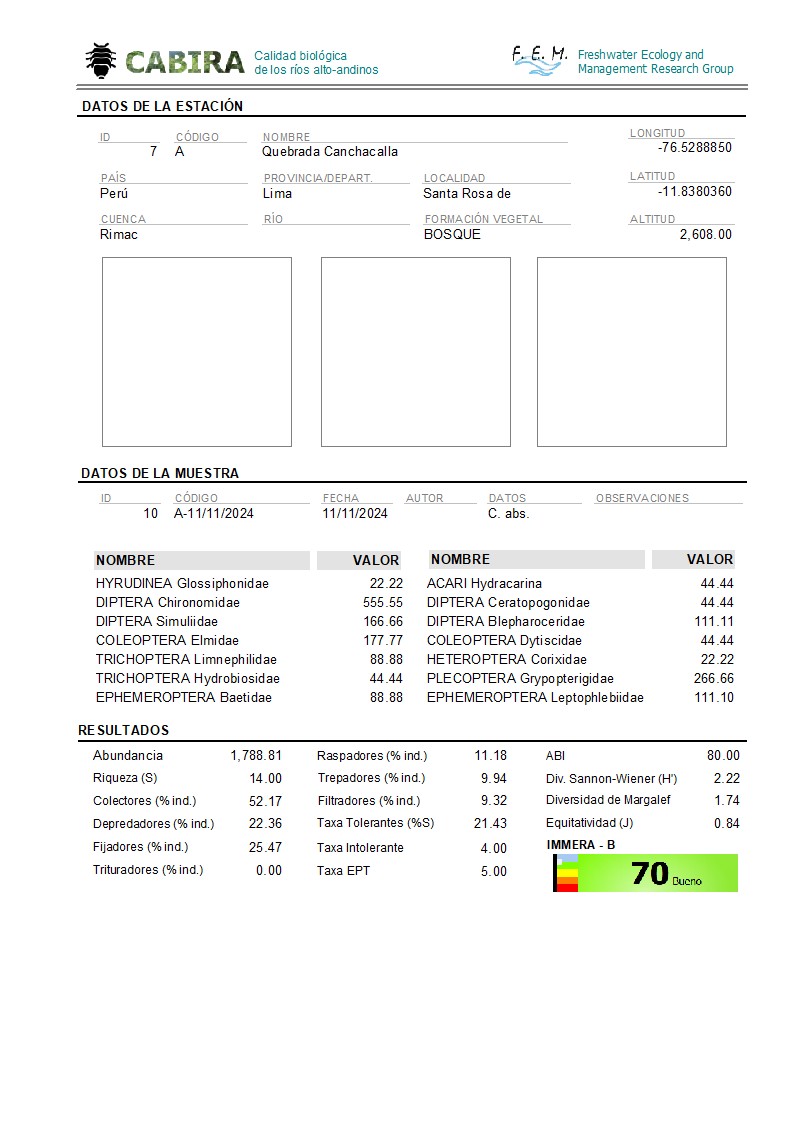 CABIRA Calidad biológica
de los ríos alto-andinos
F. E. M. Freshwater Ecology and
Management Research Group
DATOS DE LA ESTACIÓN
ID CÓDIGO NOMBRE LONGITUD
7 A Quebrada Canchacalla -76.5288850
PAÍS PROVINCIA/DEPART. LOCALIDAD LATITUD
Perú Lima Santa Rosa de -11.8380360
CUENCA RÍO FORMACIÓN VEGETAL ALTITUD
Rimac BOSQUE 2,608.00
DATOS DE LA MUESTRA
ID CÓDIGO FECHA AUTOR DATOS OBSERVACIONES
10 A-11/11/2024 11/11/2024 C. abs.
NOMBRE VALOR NOMBRE VALOR
HYRUDINEA Glossiphonidae 22.22 ACARI Hydracarina 44.44
DIPTERA Chironomidae 555.55 DIPTERA Ceratopogonidae 44.44
DIPTERA Simuliidae 166.66 DIPTERA Blepharoceridae 111.11
COLEOPTERA Elmidae 177.77 COLEOPTERA Dytiscidae 44.44
TRICHOPTERA Limnephilidae 88.88 HETEROPTERA Corixidae 22.22
TRICHOPTERA Hydrobiosidae 44.44 PLECOPTERA Grypopterigidae 266.66
EPHEMEROPTERA Baetidae 88.88 EPHEMEROPTERA Leptophlebiidae 111.10
RESULTADOS
Abundancia 1,788.81 Raspadores (% ind.) 11.18 ABI 80.00
Riqueza (S) 14.00 Trepadores (% ind.) 9.94 Div. Sannon-Wiener (H') 2.22
Colectores (% ind.) 52.17 Filtradores (% ind.) 9.32 Diversidad de Margalef 1.74
Depredadores (% ind.) 22.36 Taxa Tolerantes (%S) 21.43 Equitatividad (J) 0.84
Fijadores (% ind.) 25.47 Taxa Intolerante 4.00 IMMERA - B
Trituradores (% ind.) 0.00 Taxa EPT 5.00 70 Bueno